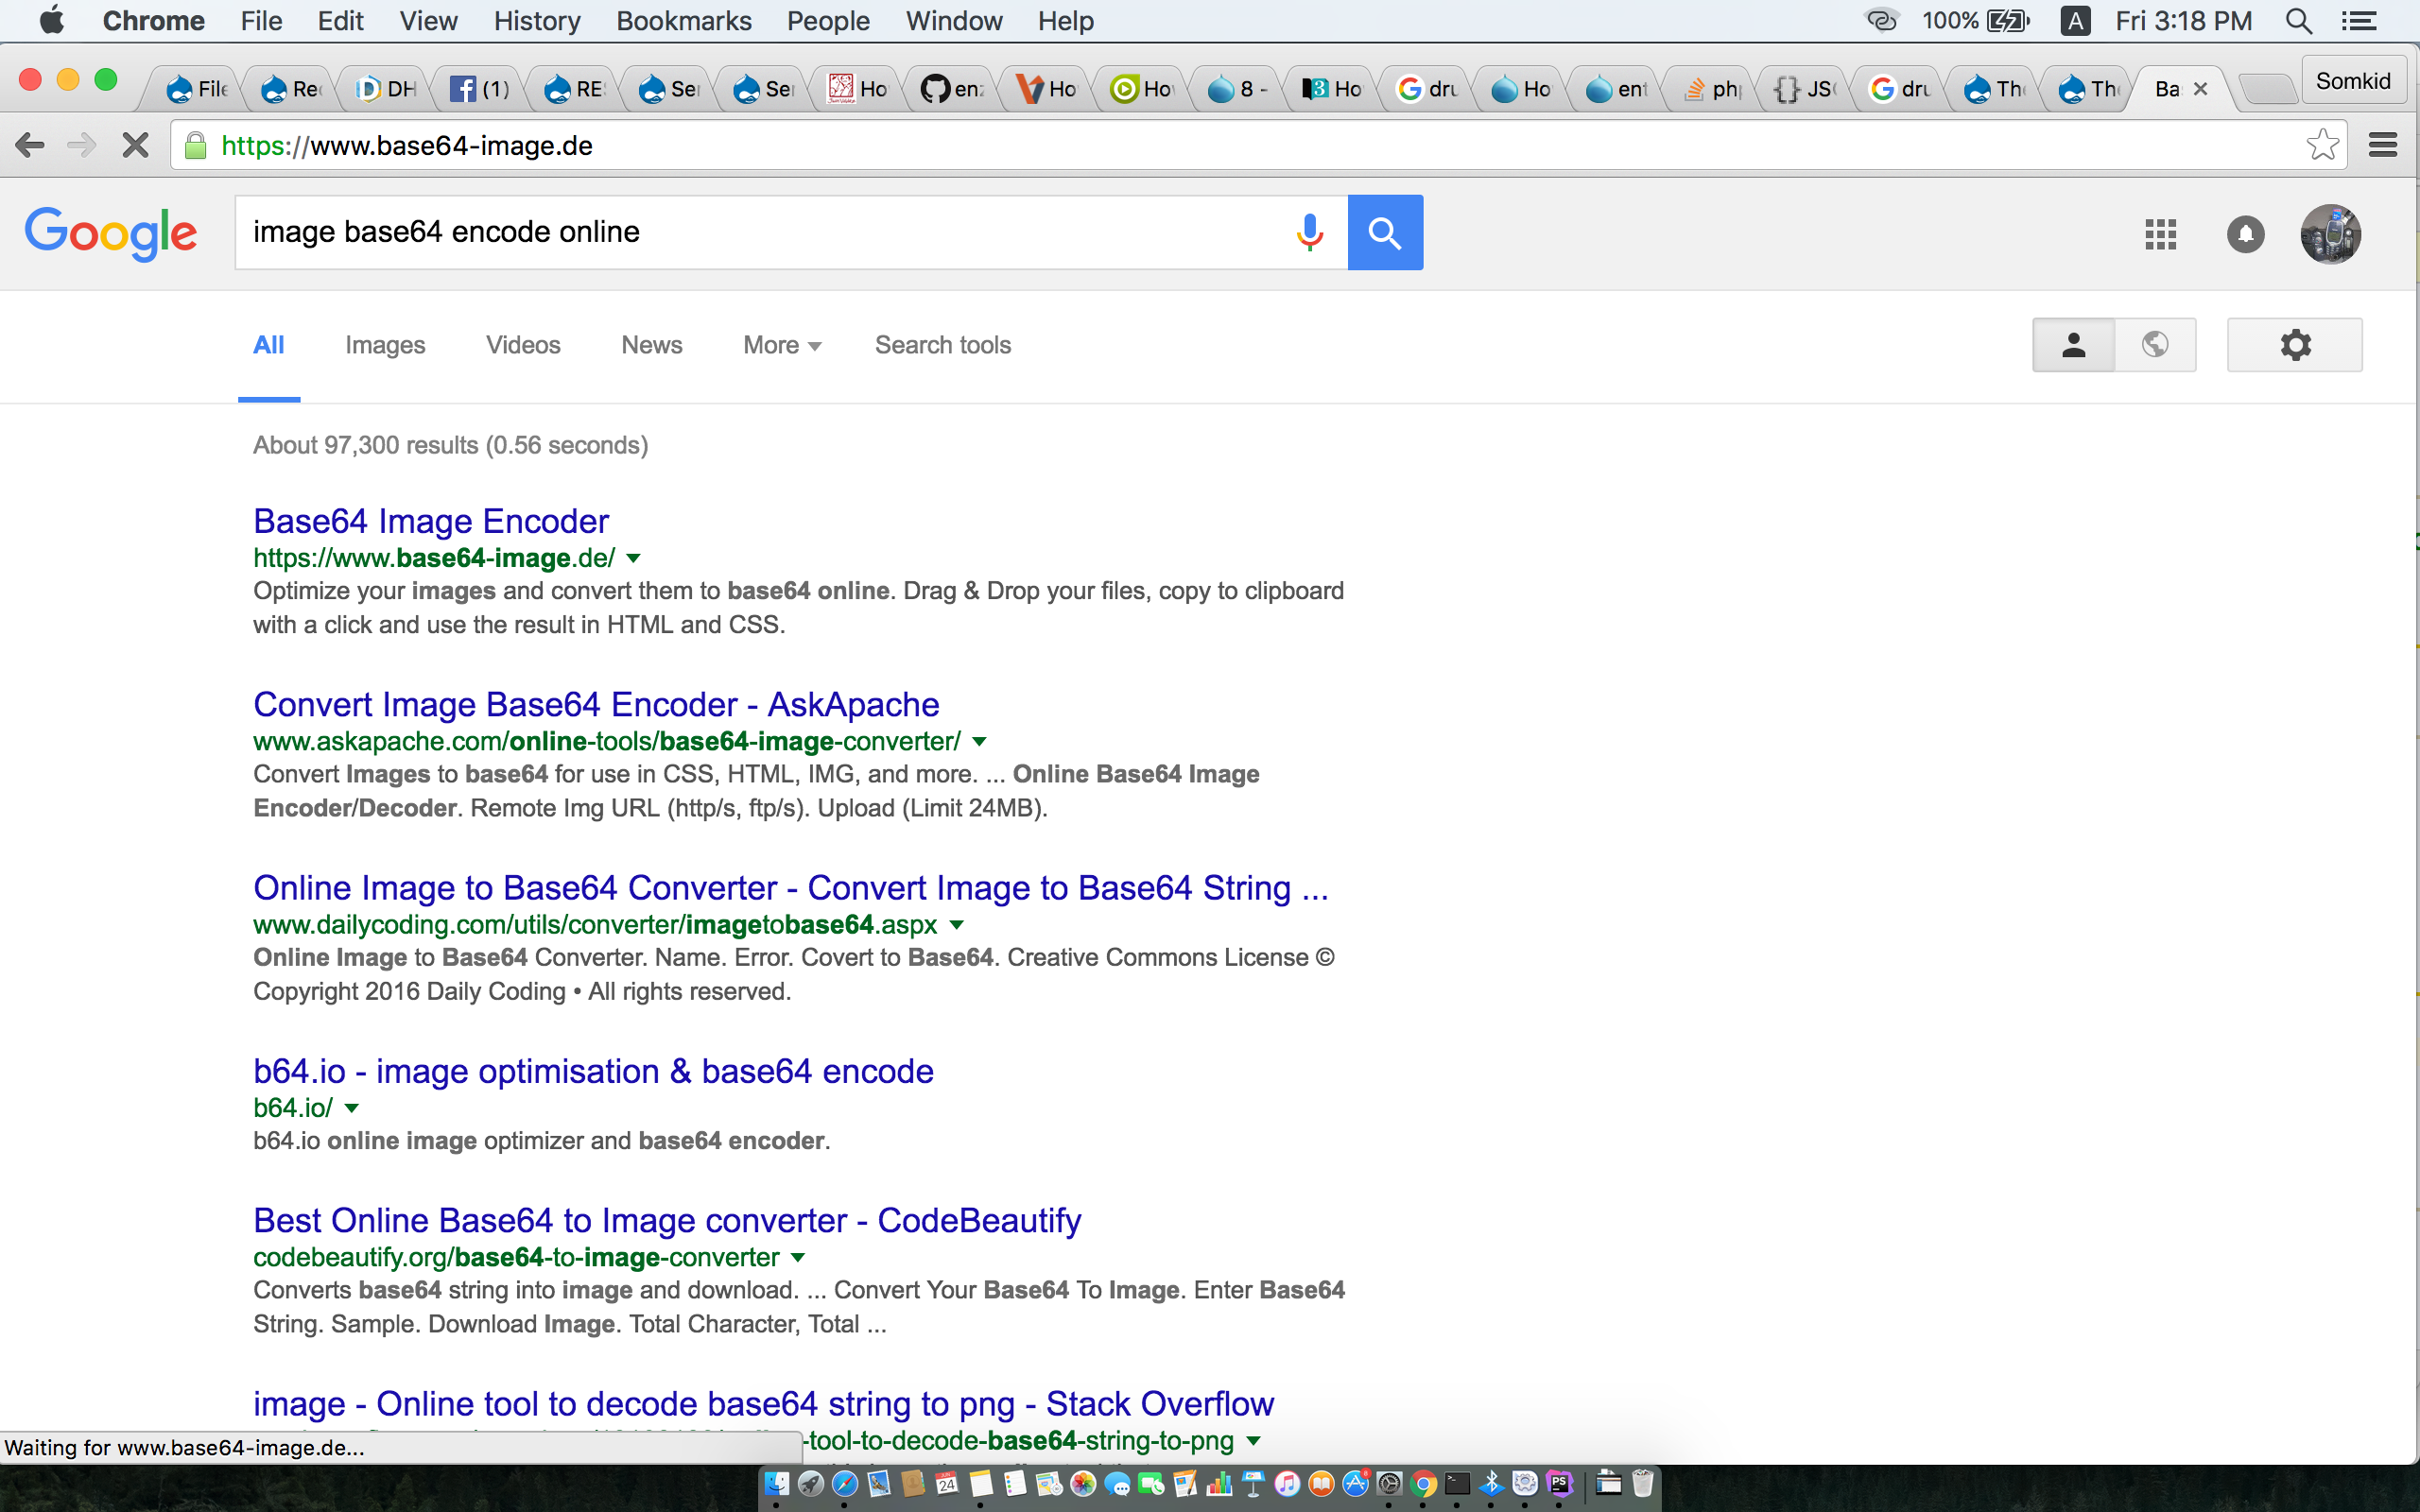 Chrome File Edit View History Bookmarks People Window Help 100% A Fri 3:18 PM
File Rec DH (1) RE Ser Ser Ho en How 8 - Ho dru Ho ent php JS dru The The Ba Somkid
https://www.base64-image.de
Google image base64 encode online
All Images Videos News More Search tools
About 97,300 results (0.56 seconds)
Base64 Image Encoder
https://www.base64-image.de/
Optimize your images and convert them to base64 online. Drag & Drop your files, copy to clipboard
with a click and use the result in HTML and CSS.
Convert Image Base64 Encoder - AskApache
www.askapache.com/online-tools/base64-image-converter/
Convert Images to base64 for use in CSS, HTML, IMG, and more. ... Online Base64 Image
Encoder/Decoder. Remote Img URL (http/s, ftp/s). Upload (Limit 24MB).
Online Image to Base64 Converter - Convert Image to Base64 String ...
www.dailycoding.com/utils/converter/imagetobase64.aspx
Online Image to Base64 Converter. Name. Error. Covert to Base64. Creative Commons License ©
Copyright 2016 Daily Coding • All rights reserved.
b64.io - image optimisation & base64 encode
b64.io/
b64.io online image optimizer and base64 encoder.
Best Online Base64 to Image converter - CodeBeautify
codebeautify.org/base64-to-image-converter
Converts base64 string into image and download. ... Convert Your Base64 To Image. Enter Base64
String. Sample. Download Image. Total Character, Total ...
image - Online tool to decode base64 string to png - Stack Overflow
-tool-to-decode-base64-string-to-png
Waiting for www.base64-image.de...
24
PS